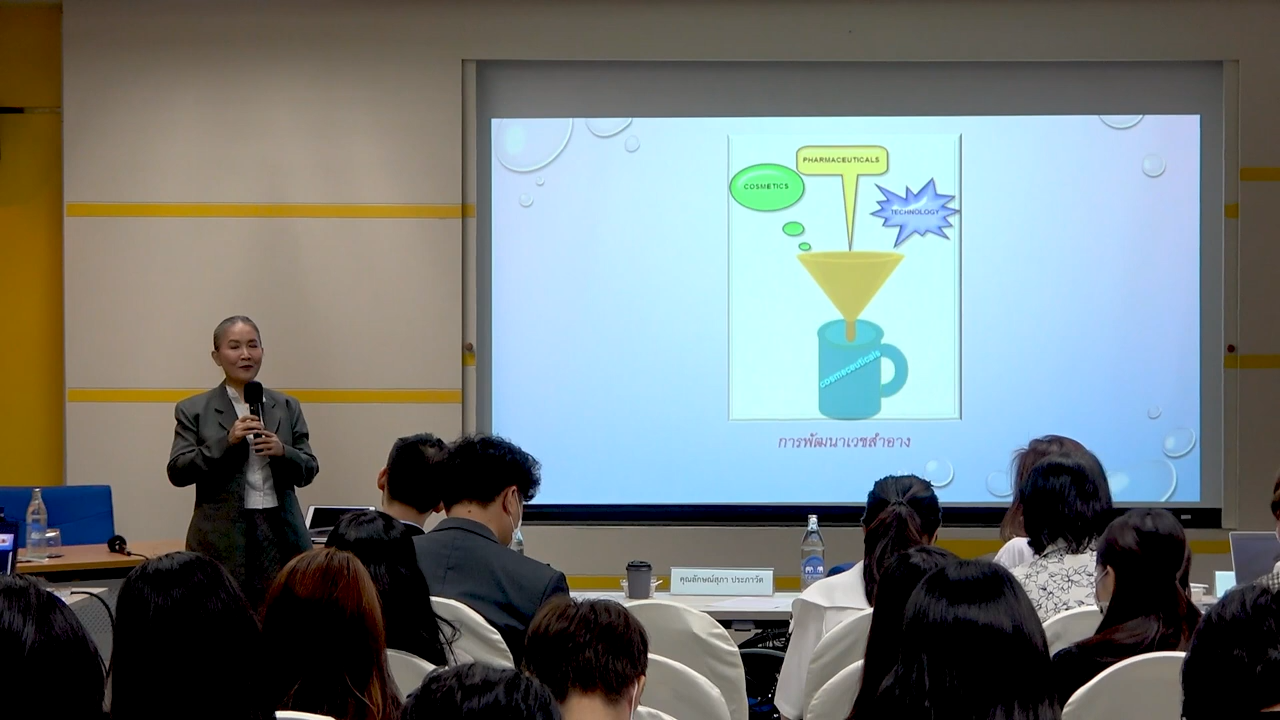 PHARMACEUTICALS
COSMETICS
TECHNOLOGY
cosmeceuticals
การพัฒนาเวชสำอาง
คุณลักษณ์สุภา ประภาวัต